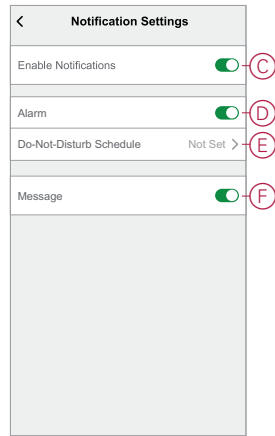 Notification Settings
Enable Notifications C
Alarm D
Do-Not-Disturb Schedule Not Set E
Message F